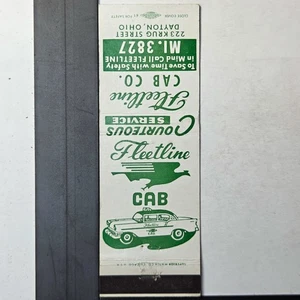 Fleetline
CAB
COURTEOUS
SERVICE
Fleetline
CAB CO.
To Save Time with Safety
in Mind Call FLEETLINE
MI. 3827
223 KRUG STREET
DAYTON, OHIO